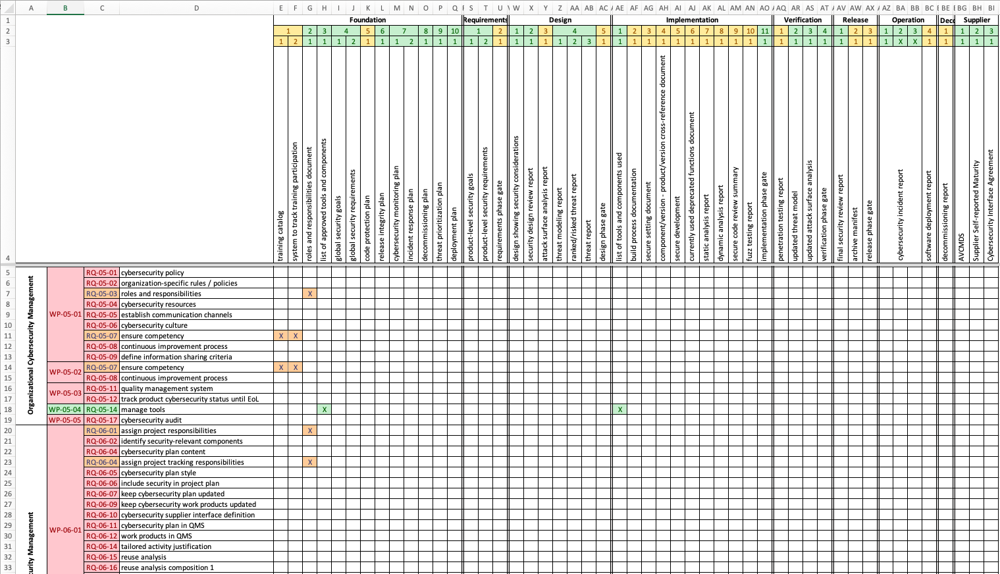 A B C D E F G H I J K L M N O P Q F S T U \ W X Y Z AA AB AC A AE AF AG AH AI AJ AK AL AM AN AO A AQ AR AS AT A AV AW AX A AZ BA BB BC E BE E BG BH BI
1 Foundation Requirements Design Implementation Verification Release Operation Deco Supplier
2 1 2 3 4 5 6 7 8 9 10 1 2 1 2 3 4 5 1 2 3 4 5 6 7 8 9 10 11 1 2 3 4 1 2 3 1 2 3 4 1 1 2 3
3 1 2 1 1 1 2 1 1 1 2 1 1 1 1 2 1 1 1 1 1 2 3 1 1 1 1 1 1 1 1 1 1 1 1 1 1 1 1 1 1 1 1 X X 1 1 1 1 1
4
training catalog
system to track training participation
roles and responsibilities document
list of approved tools and components
global security goals
global security requirements
code protection plan
release integrity plan
cybersecurity monitoring plan
incident response plan
decommissioning plan
threat prioritization plan
deployment plan
product-level security goals
product-level security requirements
requirements phase gate
design showing security considerations
security design review report
attack surface analysis report
threat modeling report
ranked/risked threat report
threat report
design phase gate
list of tools and components used
build process documentation
secure setting document
component/version - product/version cross-reference document
secure development
currently used deprecated functions document
static analysis report
dynamic analysis report
secure code review summary
fuzz testing report
implementation phase gate
penetration testing report
updated threat model
updated attack surface analysis
verification phase gate
final security review report
archive manifest
release phase gate
cybersecurity incident report
software deployment report
decommissioning report
AVCMDS
Supplier Self-reported Maturity
Cybersecurity Interface Agreement
Organizational Cybersecurity Management
WP-05-01
5 RQ-05-01 cybersecurity policy
6 RQ-05-02 organization-specific rules / policies
7 RQ-05-03 roles and responsibilities X
8 RQ-05-04 cybersecurity resources
9 RQ-05-05 establish communication channels
10 RQ-05-06 cybersecurity culture
11 RQ-05-07 ensure competency X X
12 RQ-05-08 continuous improvement process
13 RQ-05-09 define information sharing criteria
WP-05-02
14 RQ-05-07 ensure competency X X
15 RQ-05-08 continuous improvement process
WP-05-03
16 RQ-05-11 quality management system
17 RQ-05-12 track product cybersecurity status until EoL
18 WP-05-04 RQ-05-14 manage tools X X
19 WP-05-05 RQ-05-17 cybersecurity audit
urity Management
WP-06-01
20 RQ-06-01 assign project responsibilities X
21 RQ-06-02 identify security-relevant components
22 RQ-06-04 cybersecurity plan content
23 RQ-06-04 assign project tracking responsibilities X
24 RQ-06-05 cybersecurity plan style
25 RQ-06-06 include security in project plan
26 RQ-06-07 keep cybersecurity plan updated
27 RQ-06-09 keep cybersecurity work products updated
28 RQ-06-10 cybersecurity supplier interface definition
29 RQ-06-11 cybersecurity plan in QMS
30 RQ-06-12 work products in QMS
31 RQ-06-14 tailored activity justification
32 RQ-06-15 reuse analysis
33 RQ-06-16 reuse analysis composition 1